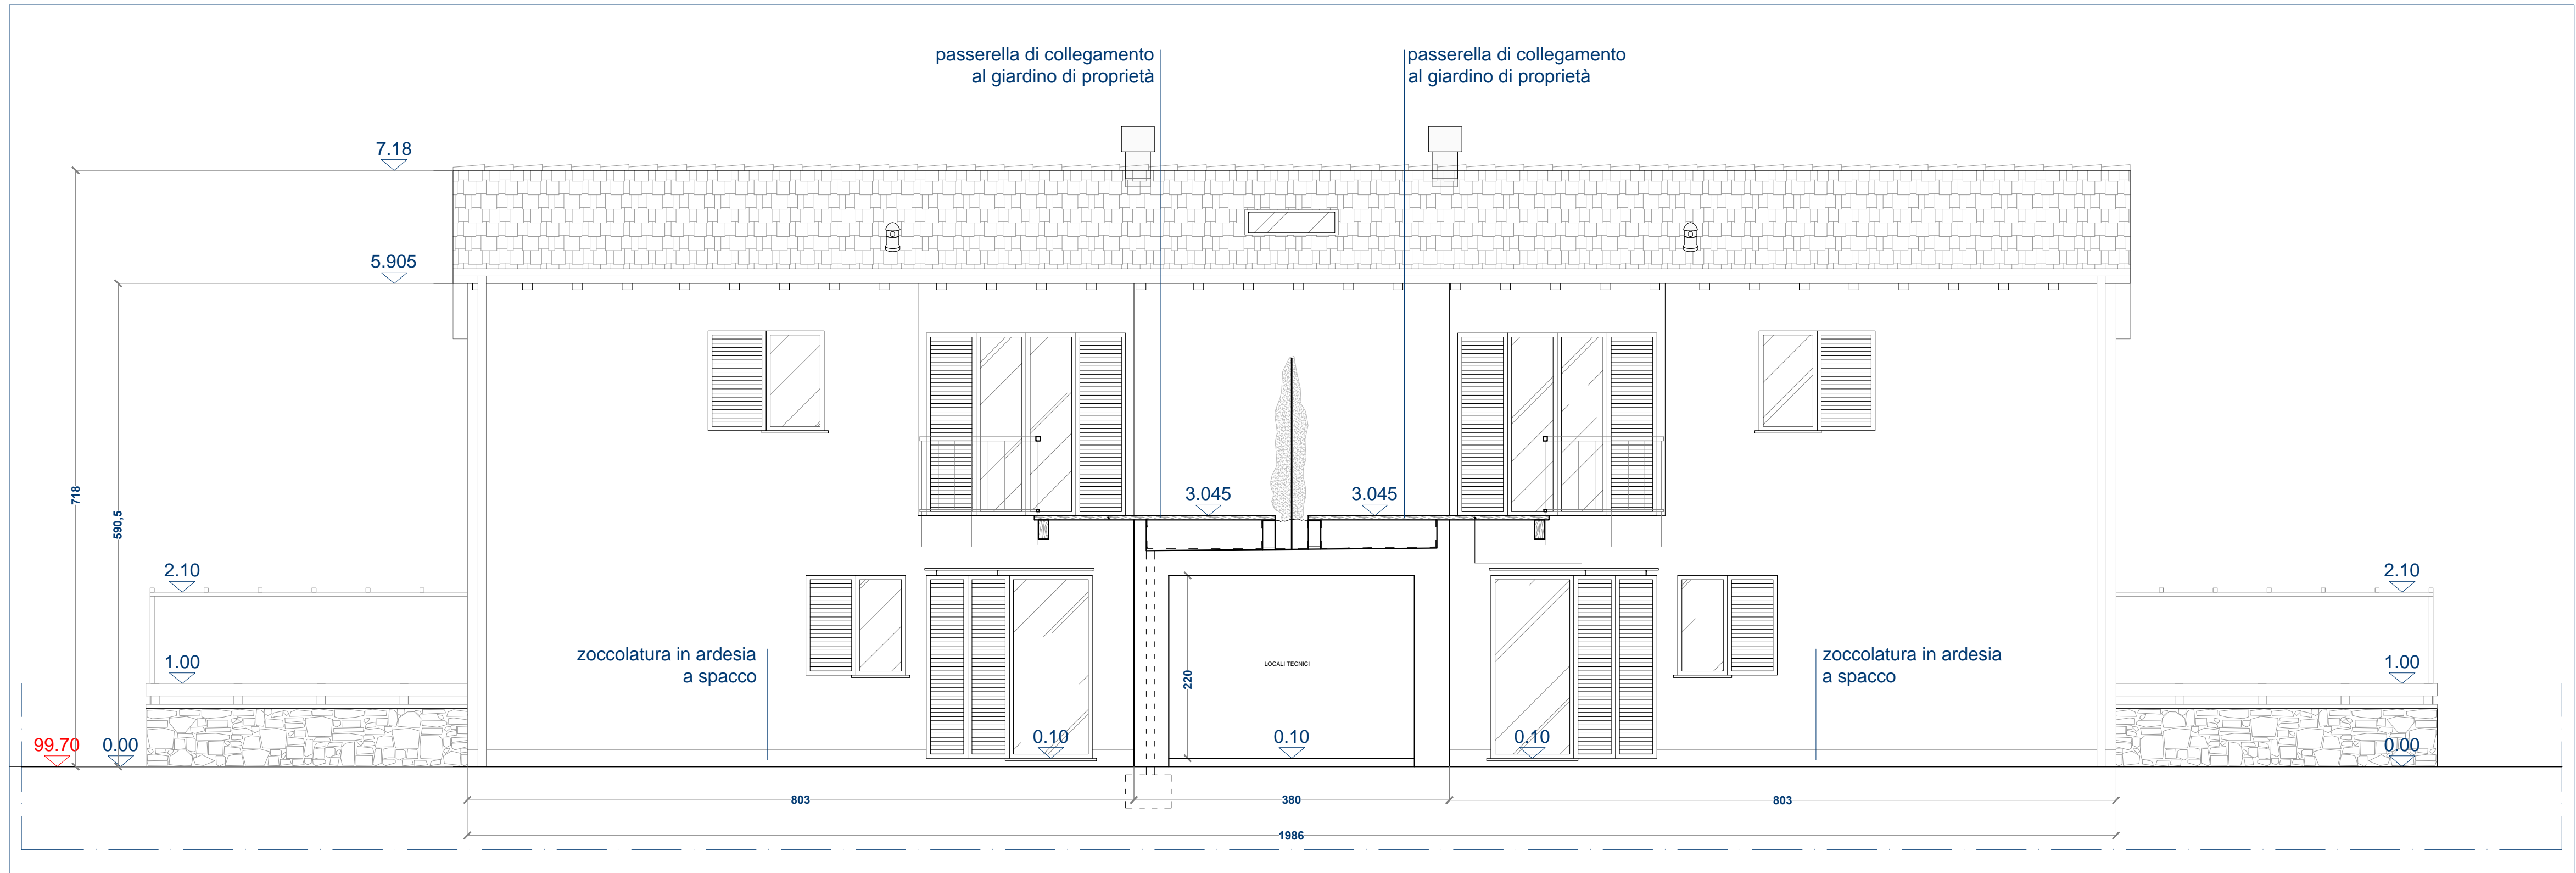 passerella di collegamento
al giardino di proprietà
passerella di collegamento
al giardino di proprietà
7.18
5.905
718
590,5
3.045
3.045
2.10
2.10
1.00
1.00
zoccolatura in ardesia
a spacco
LOCALI TECNICI
220
zoccolatura in ardesia
a spacco
99.70
0.00
0.10
0.10
0.10
0.00
803
380
803
1986